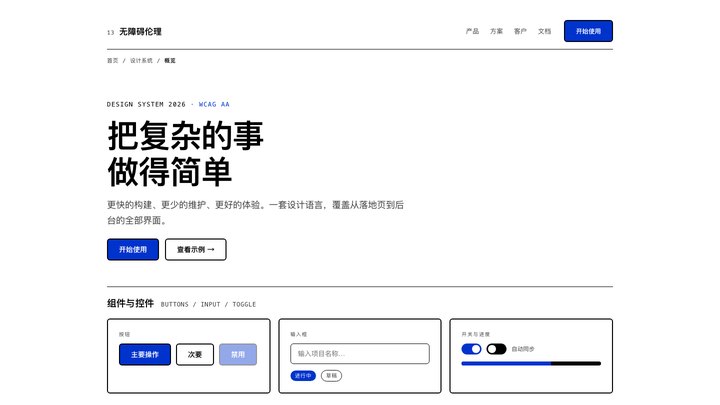 13 无障碍伦理
产品 方案 客户 文档 开始使用
首页 / 设计系统 / 概览
DESIGN SYSTEM 2026 · WCAG AA
把复杂的事
做得简单
更快的构建、更少的维护、更好的体验。一套设计语言，覆盖从落地页到后
台的全部界面。
开始使用 查看示例 →
组件与控件 BUTTONS / INPUT / TOGGLE
按钮
主要操作 次要 禁用
输入框
输入项目名称…
进行中 草稿
开关与进度
自动同步